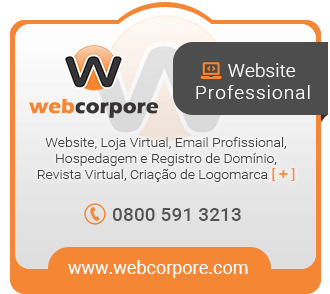 webcorpore
Website
Professional
Website, Loja Virtual, Email Profissional,
Hospedagem e Registro de Domínio,
Revista Virtual, Criação de Logomarca [ + ]
0800 591 3213
www.webcorpore.com